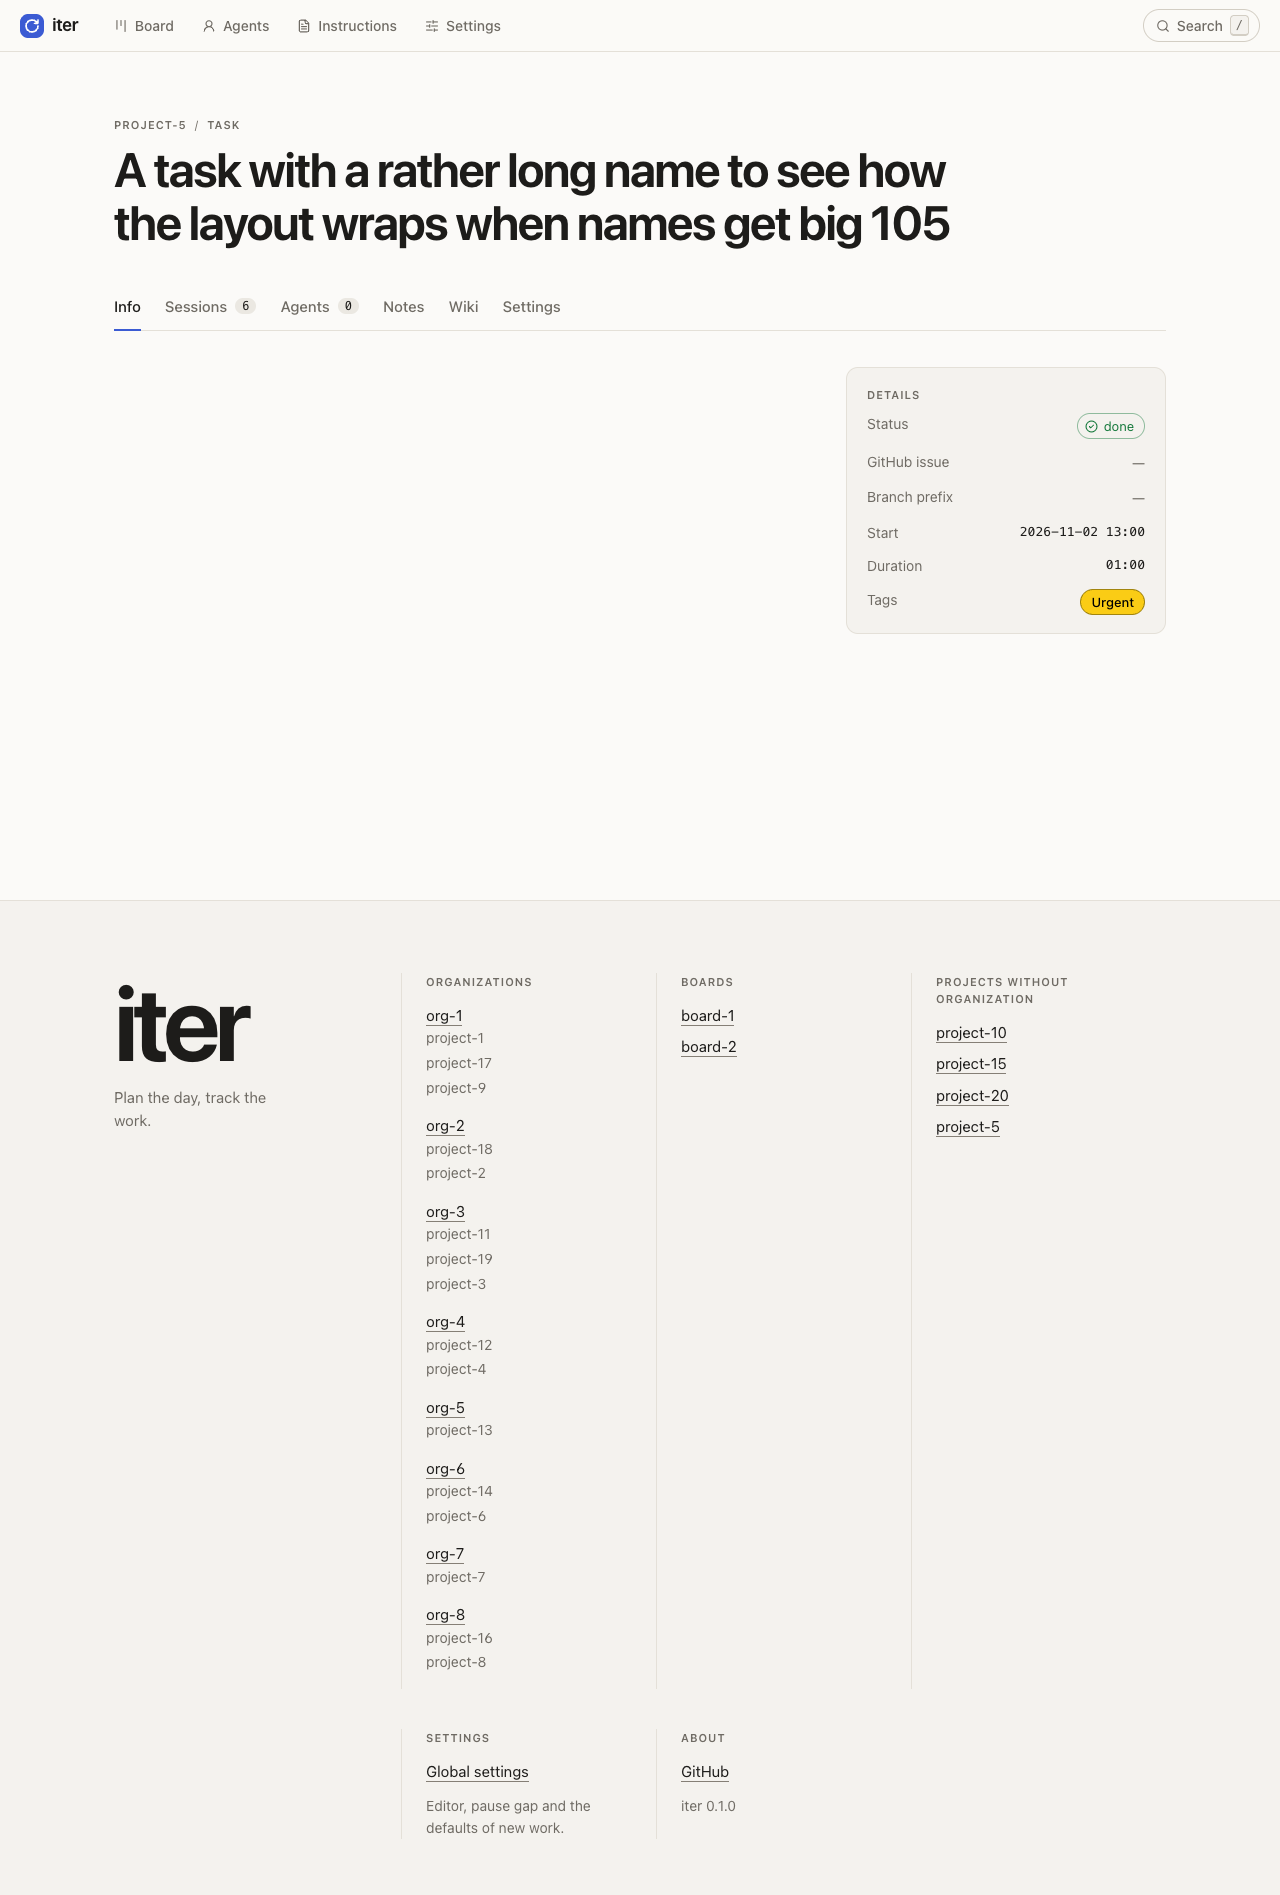 iter
Board
Agents
Instructions
Settings
Search /
PROJECT-5 / TASK
A task with a rather long name to see how
the layout wraps when names get big 105
Info
Sessions 6
Agents 0
Notes
Wiki
Settings
DETAILS
Status done
GitHub issue —
Branch prefix —
Start 2026-11-02 13:00
Duration 01:00
Tags Urgent
iter
Plan the day, track the
work.
ORGANIZATIONS
org-1
project-1
project-17
project-9
org-2
project-18
project-2
org-3
project-11
project-19
project-3
org-4
project-12
project-4
org-5
project-13
org-6
project-14
project-6
org-7
project-7
org-8
project-16
project-8
BOARDS
board-1
board-2
PROJECTS WITHOUT
ORGANIZATION
project-10
project-15
project-20
project-5
SETTINGS
Global settings
Editor, pause gap and the
defaults of new work.
ABOUT
GitHub
iter 0.1.0